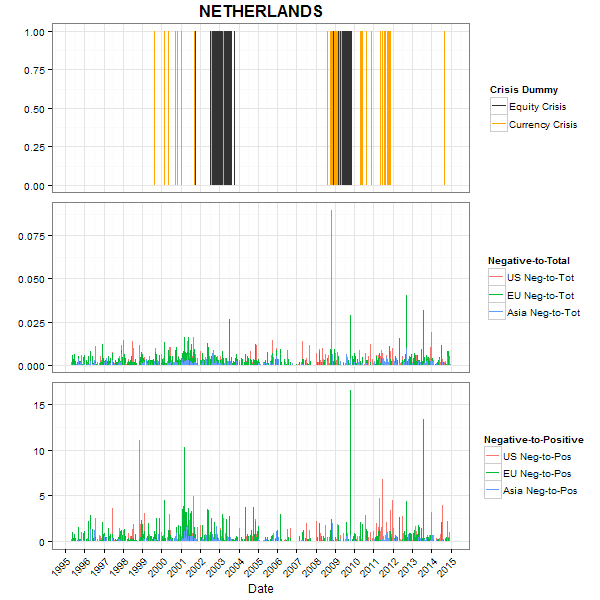 NETHERLANDS
1.00
0.75
0.50
0.25
0.00
Crisis Dummy
Equity Crisis
Currency Crisis
0.075
0.050
0.025
0.000
Negative-to-Total
US Neg-to-Tot
EU Neg-to-Tot
Asia Neg-to-Tot
15
10
5
0
Negative-to-Positive
US Neg-to-Pos
EU Neg-to-Pos
Asia Neg-to-Pos
1995
1996
1997
1998
1999
2000
2001
2002
2003
2004
2005
2006
2007
2008
2009
2010
2011
2012
2013
2014
2015
Date